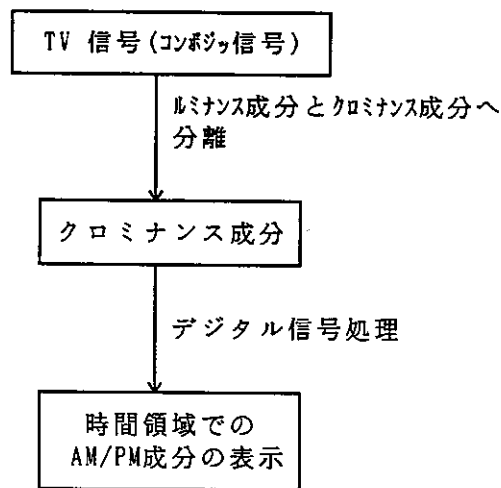 TV 信号(コンポジッ信号)
ルミナンス成分とクロミナンス成分へ
分離
クロミナンス成分
デジタル信号処理
時間領域での
AM/PM成分の表示